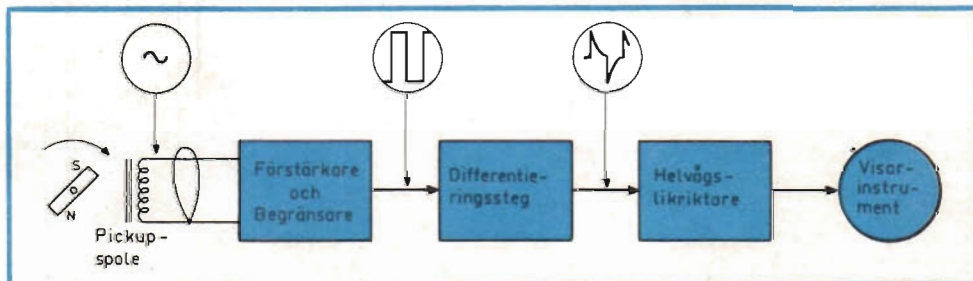 S
N
Pickup-
spole
Förstärkare
och
Begränsare
Differentie-
ringssteg
Helvågs-
likriktare
Visar-
instru-
ment